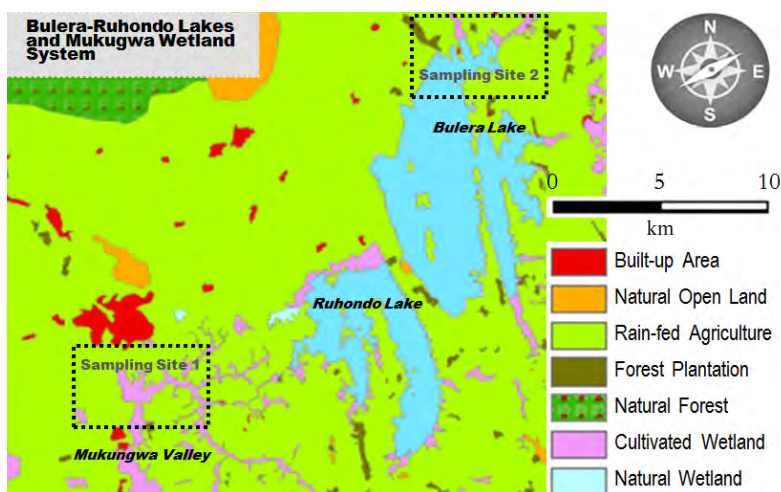 Bulera-Ruhondo Lakes
and Mukugwa Wetland
System
Sampling Site 2
Bulera Lake
N
W
E
S
0
5
10
km
Ruhondo Lake
Sampling Site 1
Mukungwa Valley
Built-up Area
Natural Open Land
Rain-fed Agriculture
Forest Plantation
Natural Forest
Cultivated Wetland
Natural Wetland